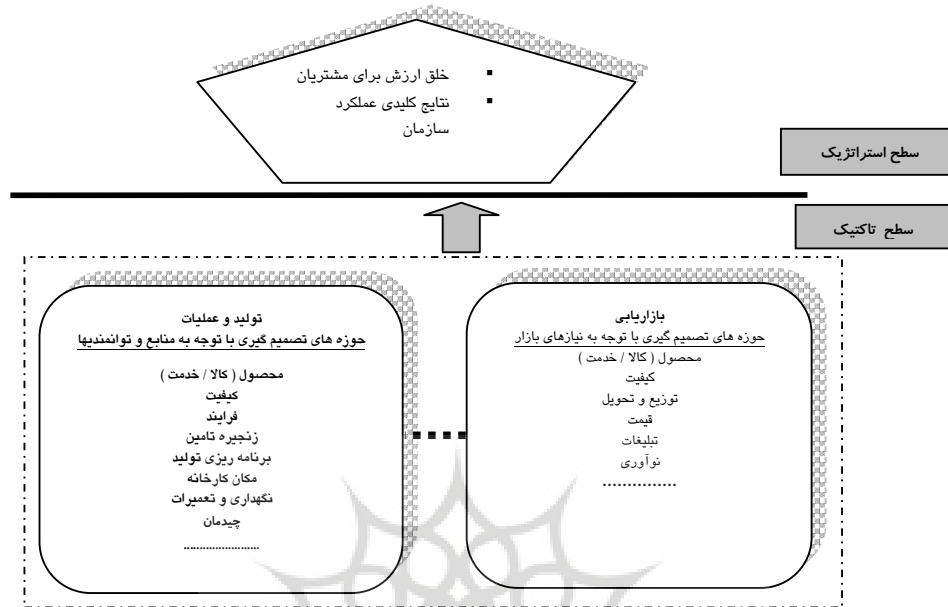 خلق ارزش برای مشتریان
نتایج کلیدی عملکرد
سازمان
سطح استراتژیک
سطح تاکتیک
بازاریابی
حوزه های تصمیم گیری با توجه به نیازهای بازار
محصول ( کالا / خدمت )
کیفیت
توزیع و تحویل
قیمت
تبلیغات
نوآوری
...............
تولید و عملیات
حوزه های تصمیم گیری با توجه به منابع و توانمندیها
محصول ( کالا / خدمت )
کیفیت
فرایند
زنجیره تامین
برنامه ریزی تولید
مکان کارخانه
نگهداری و تعمیرات
چیدمان
........................